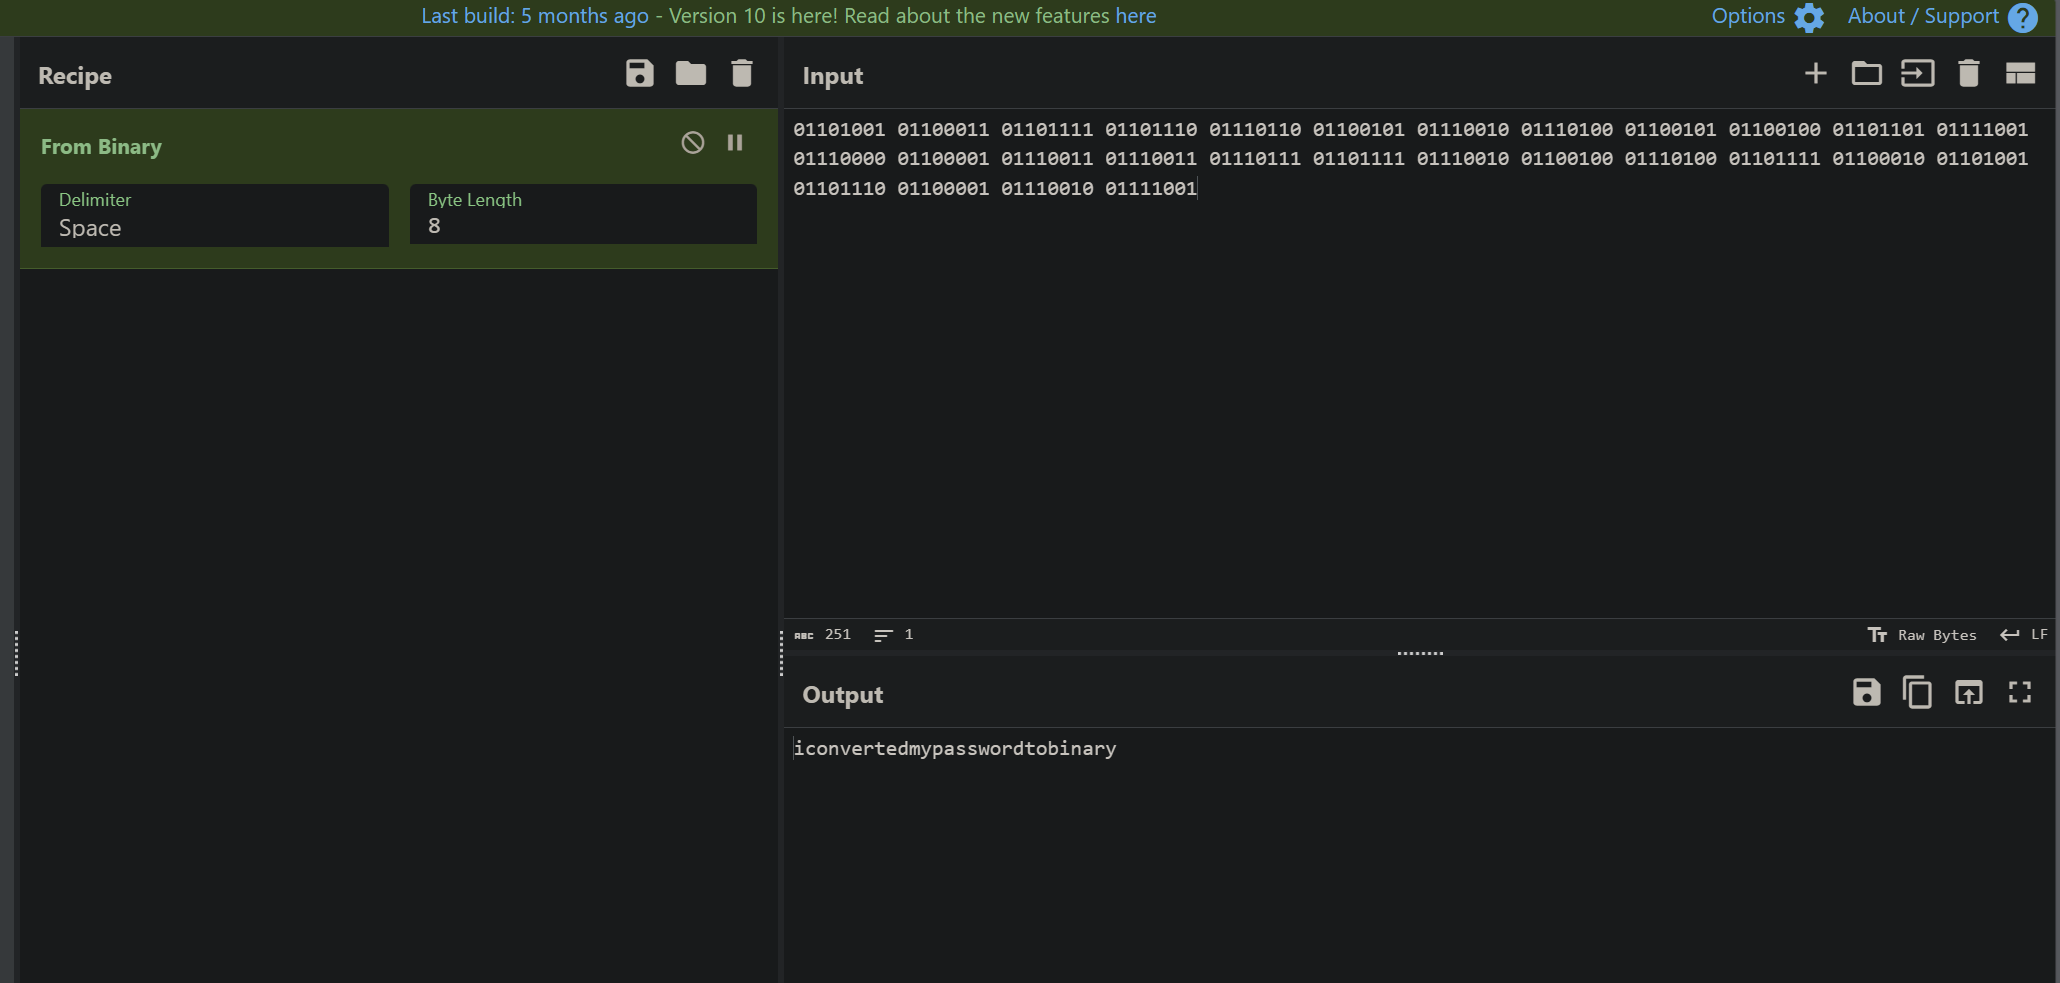 Last build: 5 months ago - Version 10 is here! Read about the new features here
Options
About / Support
Recipe
From Binary
Delimiter
Space
Byte Length
8
Input
01101001 01100011 01101111 01101110 01110110 01100101 01110010 01110100 01100101 01100100 01101101 01111001
01110000 01100001 01110011 01110011 01110111 01101111 01110010 01100100 01110100 01101111 01100010 01101001
01101110 01100001 01110010 01111001
ABC 251
1
Raw Bytes
LF
Output
iconvertedmypasswordtobinary